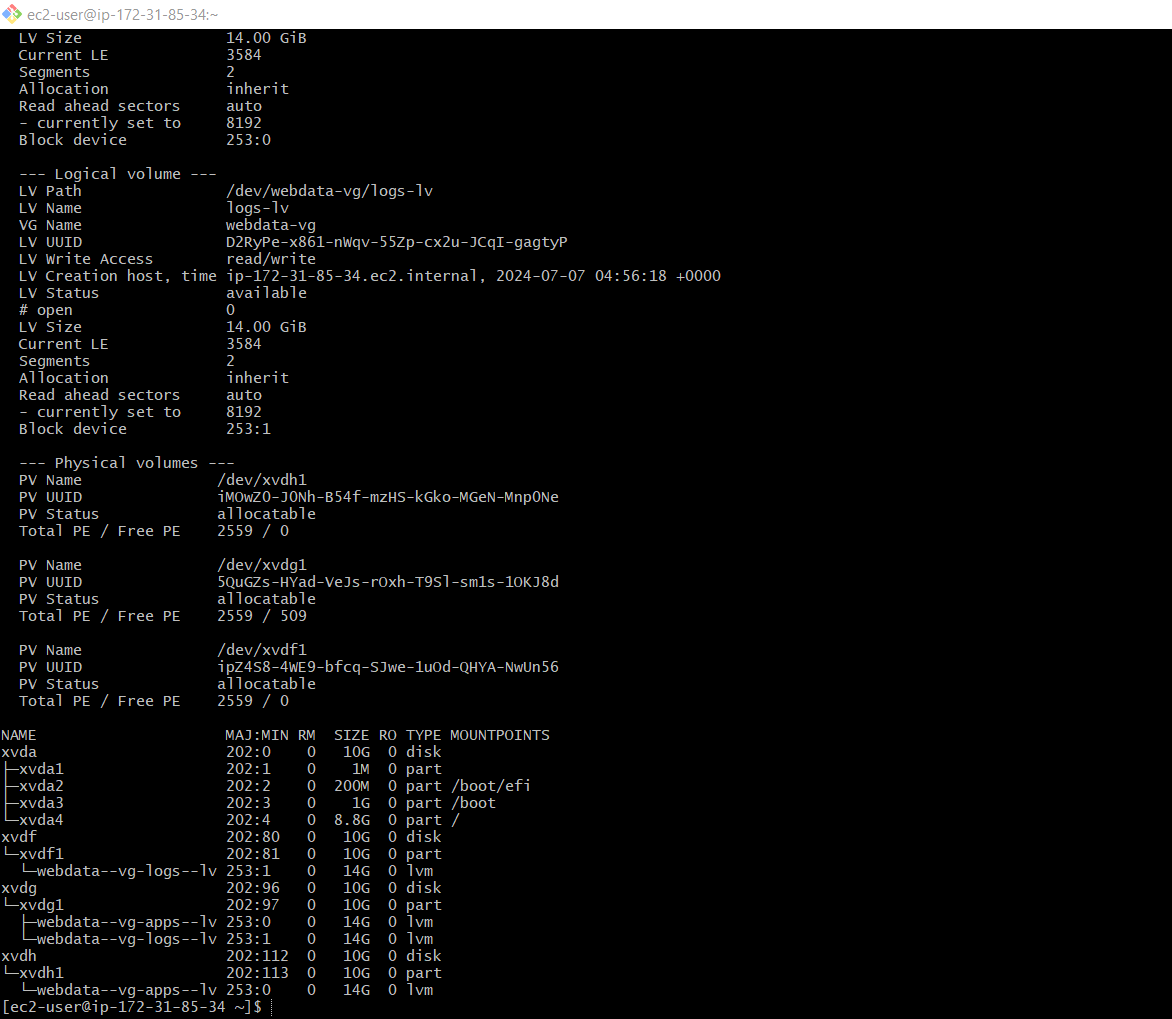 ec2-user@ip-172-31-85-34:~
LV Size                14.00 GiB
Current LE             3584
Segments               2
Allocation             inherit
Read ahead sectors     auto
- currently set to     8192
Block device           253:0
--- Logical volume ---
LV Path                /dev/webdata-vg/logs-lv
LV Name                logs-lv
VG Name                webdata-vg
LV UUID                D2RyPe-x861-nWqv-55Zp-cx2u-JCqI-gagtyP
LV Write Access        read/write
LV Creation host, time ip-172-31-85-34.ec2.internal, 2024-07-07 04:56:18 +0000
LV Status              available
# open                 0
LV Size                14.00 GiB
Current LE             3584
Segments               2
Allocation             inherit
Read ahead sectors     auto
- currently set to     8192
Block device           253:1
--- Physical volumes ---
PV Name               /dev/xvdh1
PV UUID               iMOwZO-JONh-B54f-mzHS-kGko-MGeN-Mnp0Ne
PV Status             allocatable
Total PE / Free PE    2559 / 0
PV Name               /dev/xvdg1
PV UUID               5QuGZs-HYad-VeJs-rOxh-T9Sl-sm1s-1OKJ8d
PV Status             allocatable
Total PE / Free PE    2559 / 509
PV Name               /dev/xvdf1
PV UUID               ipZ4S8-4WE9-bfcq-SJwe-1uOd-QHYA-NwUn56
PV Status             allocatable
Total PE / Free PE    2559 / 0
NAME                     MAJ:MIN RM  SIZE RO TYPE MOUNTPOINTS
xvda                     202:0    0   10G  0 disk
├─xvda1                  202:1    0    1M  0 part
├─xvda2                  202:2    0  200M  0 part /boot/efi
├─xvda3                  202:3    0    1G  0 part /boot
└─xvda4                  202:4    0  8.8G  0 part /
xvdf                     202:80   0   10G  0 disk
└─xvdf1                  202:81   0   10G  0 part
  └─webdata--vg-logs--lv 253:1    0   14G  0 lvm
xvdg                     202:96   0   10G  0 disk
└─xvdg1                  202:97   0   10G  0 part
  ├─webdata--vg-apps--lv 253:0    0   14G  0 lvm
  └─webdata--vg-logs--lv 253:1    0   14G  0 lvm
xvdh                     202:112  0   10G  0 disk
└─xvdh1                  202:113  0   10G  0 part
  └─webdata--vg-apps--lv 253:0    0   14G  0 lvm
[ec2-user@ip-172-31-85-34 ~]$